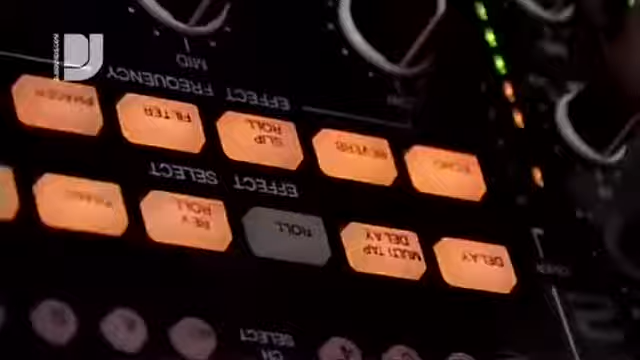 DJ
MID
EFFECT FREQUENCY
PHASER
FILTER
SLIP
ROLL
REVERB
ECHO
EFFECT SELECT
REV
ROLL
ROLL
MULTI TAP
DELAY
DELAY
CH
SELECT